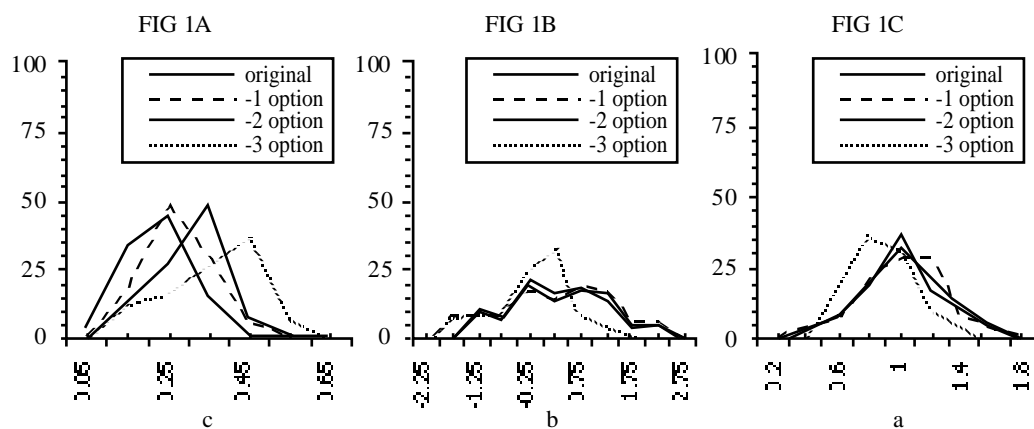 FIG 1A
100
75
50
25
0
original
-1 option
-2 option
-3 option
0.05
0.25
0.45
0.65
c
FIG 1B
100
75
50
25
0
original
-1 option
-2 option
-3 option
-2.25
-1.25
-0.25
0.75
1.75
2.75
b
FIG 1C
100
75
50
25
0
original
-1 option
-2 option
-3 option
0.2
0.6
1
1.4
1.8
a